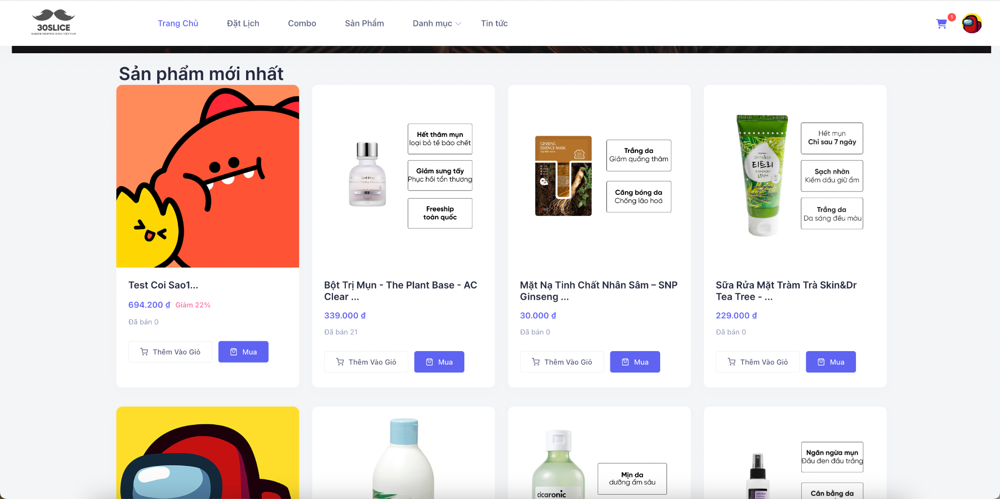 30SLICE
BARBER SHOP ĐẦU HÀNG VIỆT NAM
Trang Chủ
Đặt Lịch
Combo
Sản Phẩm
Danh mục
Tin tức
1
Sản phẩm mới nhất
Hết thâm mụn
loại bỏ tế bào chết
Giảm sưng tấy
Phục hồi tổn thương
Freeship
toàn quốc
GINSENG
ESSENCE MASK
SNP
Trắng da
Giảm quầng thâm
Căng bóng da
Chống lão hoá
SKIN&Dr
티트리
Hết mụn
Chỉ sau 7 ngày
Sạch nhờn
Kiềm dầu giữ ẩm
Trắng da
Da sáng đều màu
Test Coi Sao1...
694.200 ₫ Giảm 22%
Đã bán 0
Thêm Vào Giỏ
Mua
Bột Trị Mụn - The Plant Base - AC
Clear ...
339.000 ₫
Đã bán 21
Thêm Vào Giỏ
Mua
Mặt Nạ Tinh Chất Nhân Sâm – SNP
Ginseng ...
30.000 ₫
Đã bán 0
Thêm Vào Giỏ
Mua
Sữa Rửa Mặt Tràm Trà Skin&Dr
Tea Tree - ...
229.000 ₫
Đã bán 0
Thêm Vào Giỏ
Mua
cicaronic
Mịn da
dưỡng ẩm sâu
Ngăn ngừa mụn
Đầu đen đầu trắng
Cân bằng da